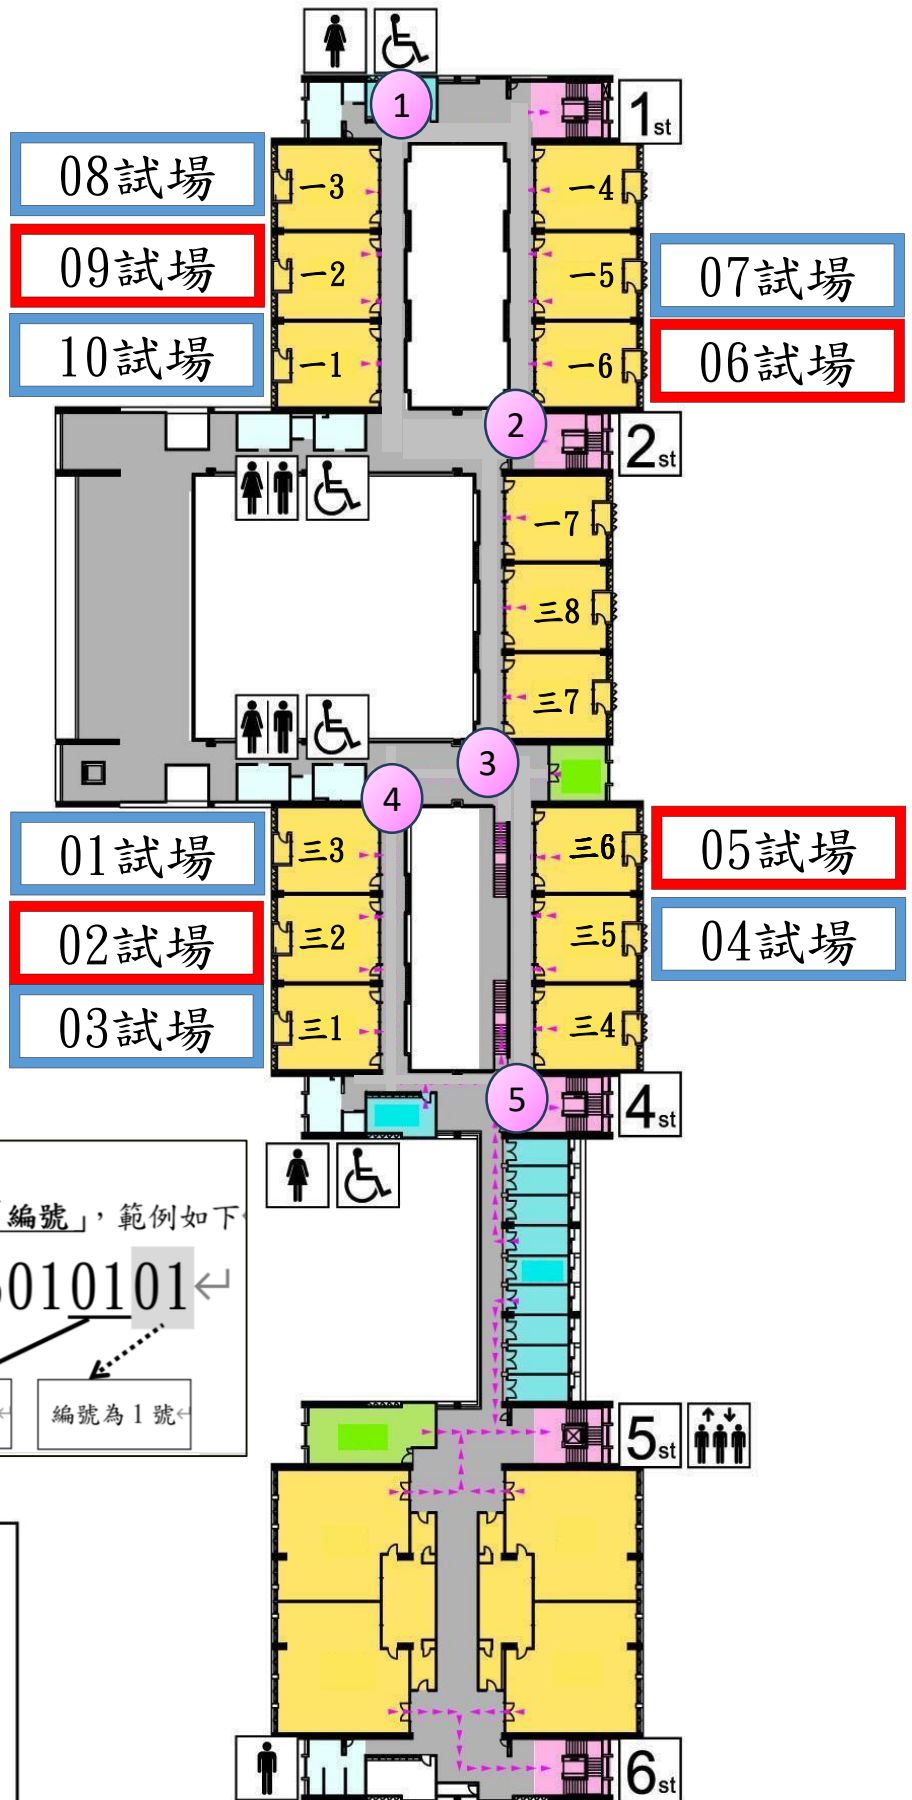 1
1st
08試場
一3
一4
09試場
一2
一5
07試場
10試場
一1
一6
06試場
2
2st
一7
三8
三7
3
4
01試場
三3
三6
05試場
02試場
三2
三5
04試場
03試場
三1
三4
5
4st
編號」，範例如下
0100101
編號為1號
5st
6st